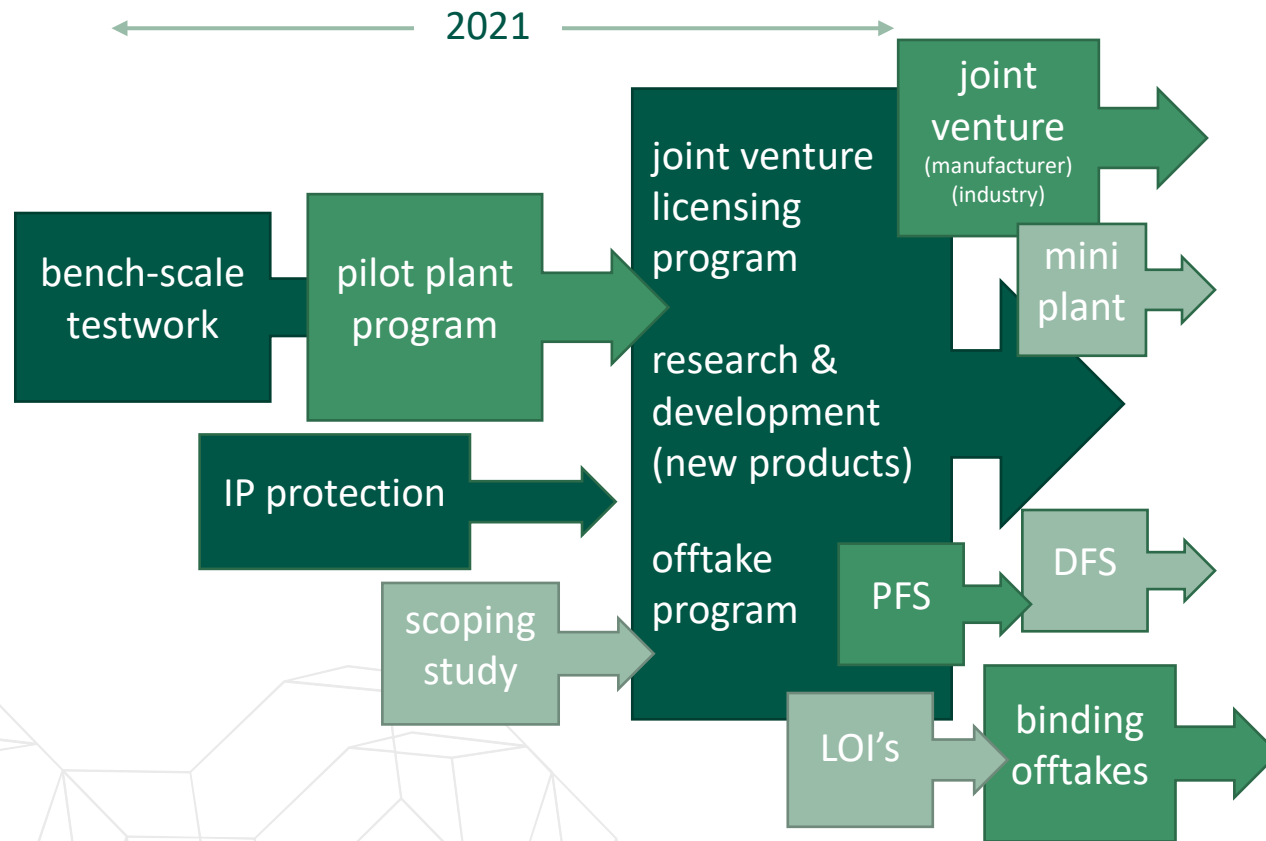 2021
bench-scale
testwork
pilot plant
program
IP protection
scoping
study
joint venture
licensing
program
research &
development
(new products)
offtake
program
joint
venture
(manufacturer)
(industry)
mini
plant
PFS
DFS
LOI's
binding
offtakes